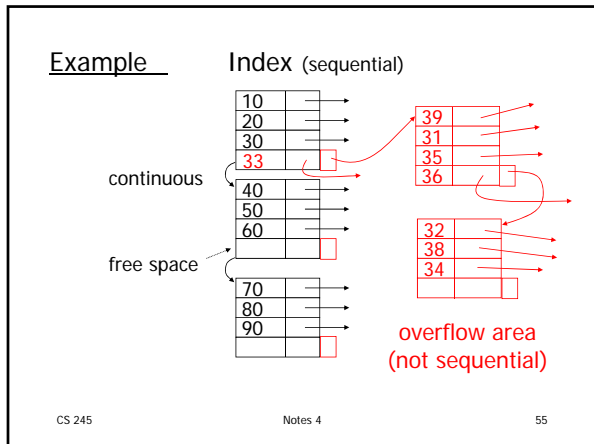 Example Index (sequential)
10
20
30
33
continuous
40
50
60
free space
70
80
90
39
31
35
36
32
38
34
overflow area
(not sequential)
CS 245 Notes 4 55